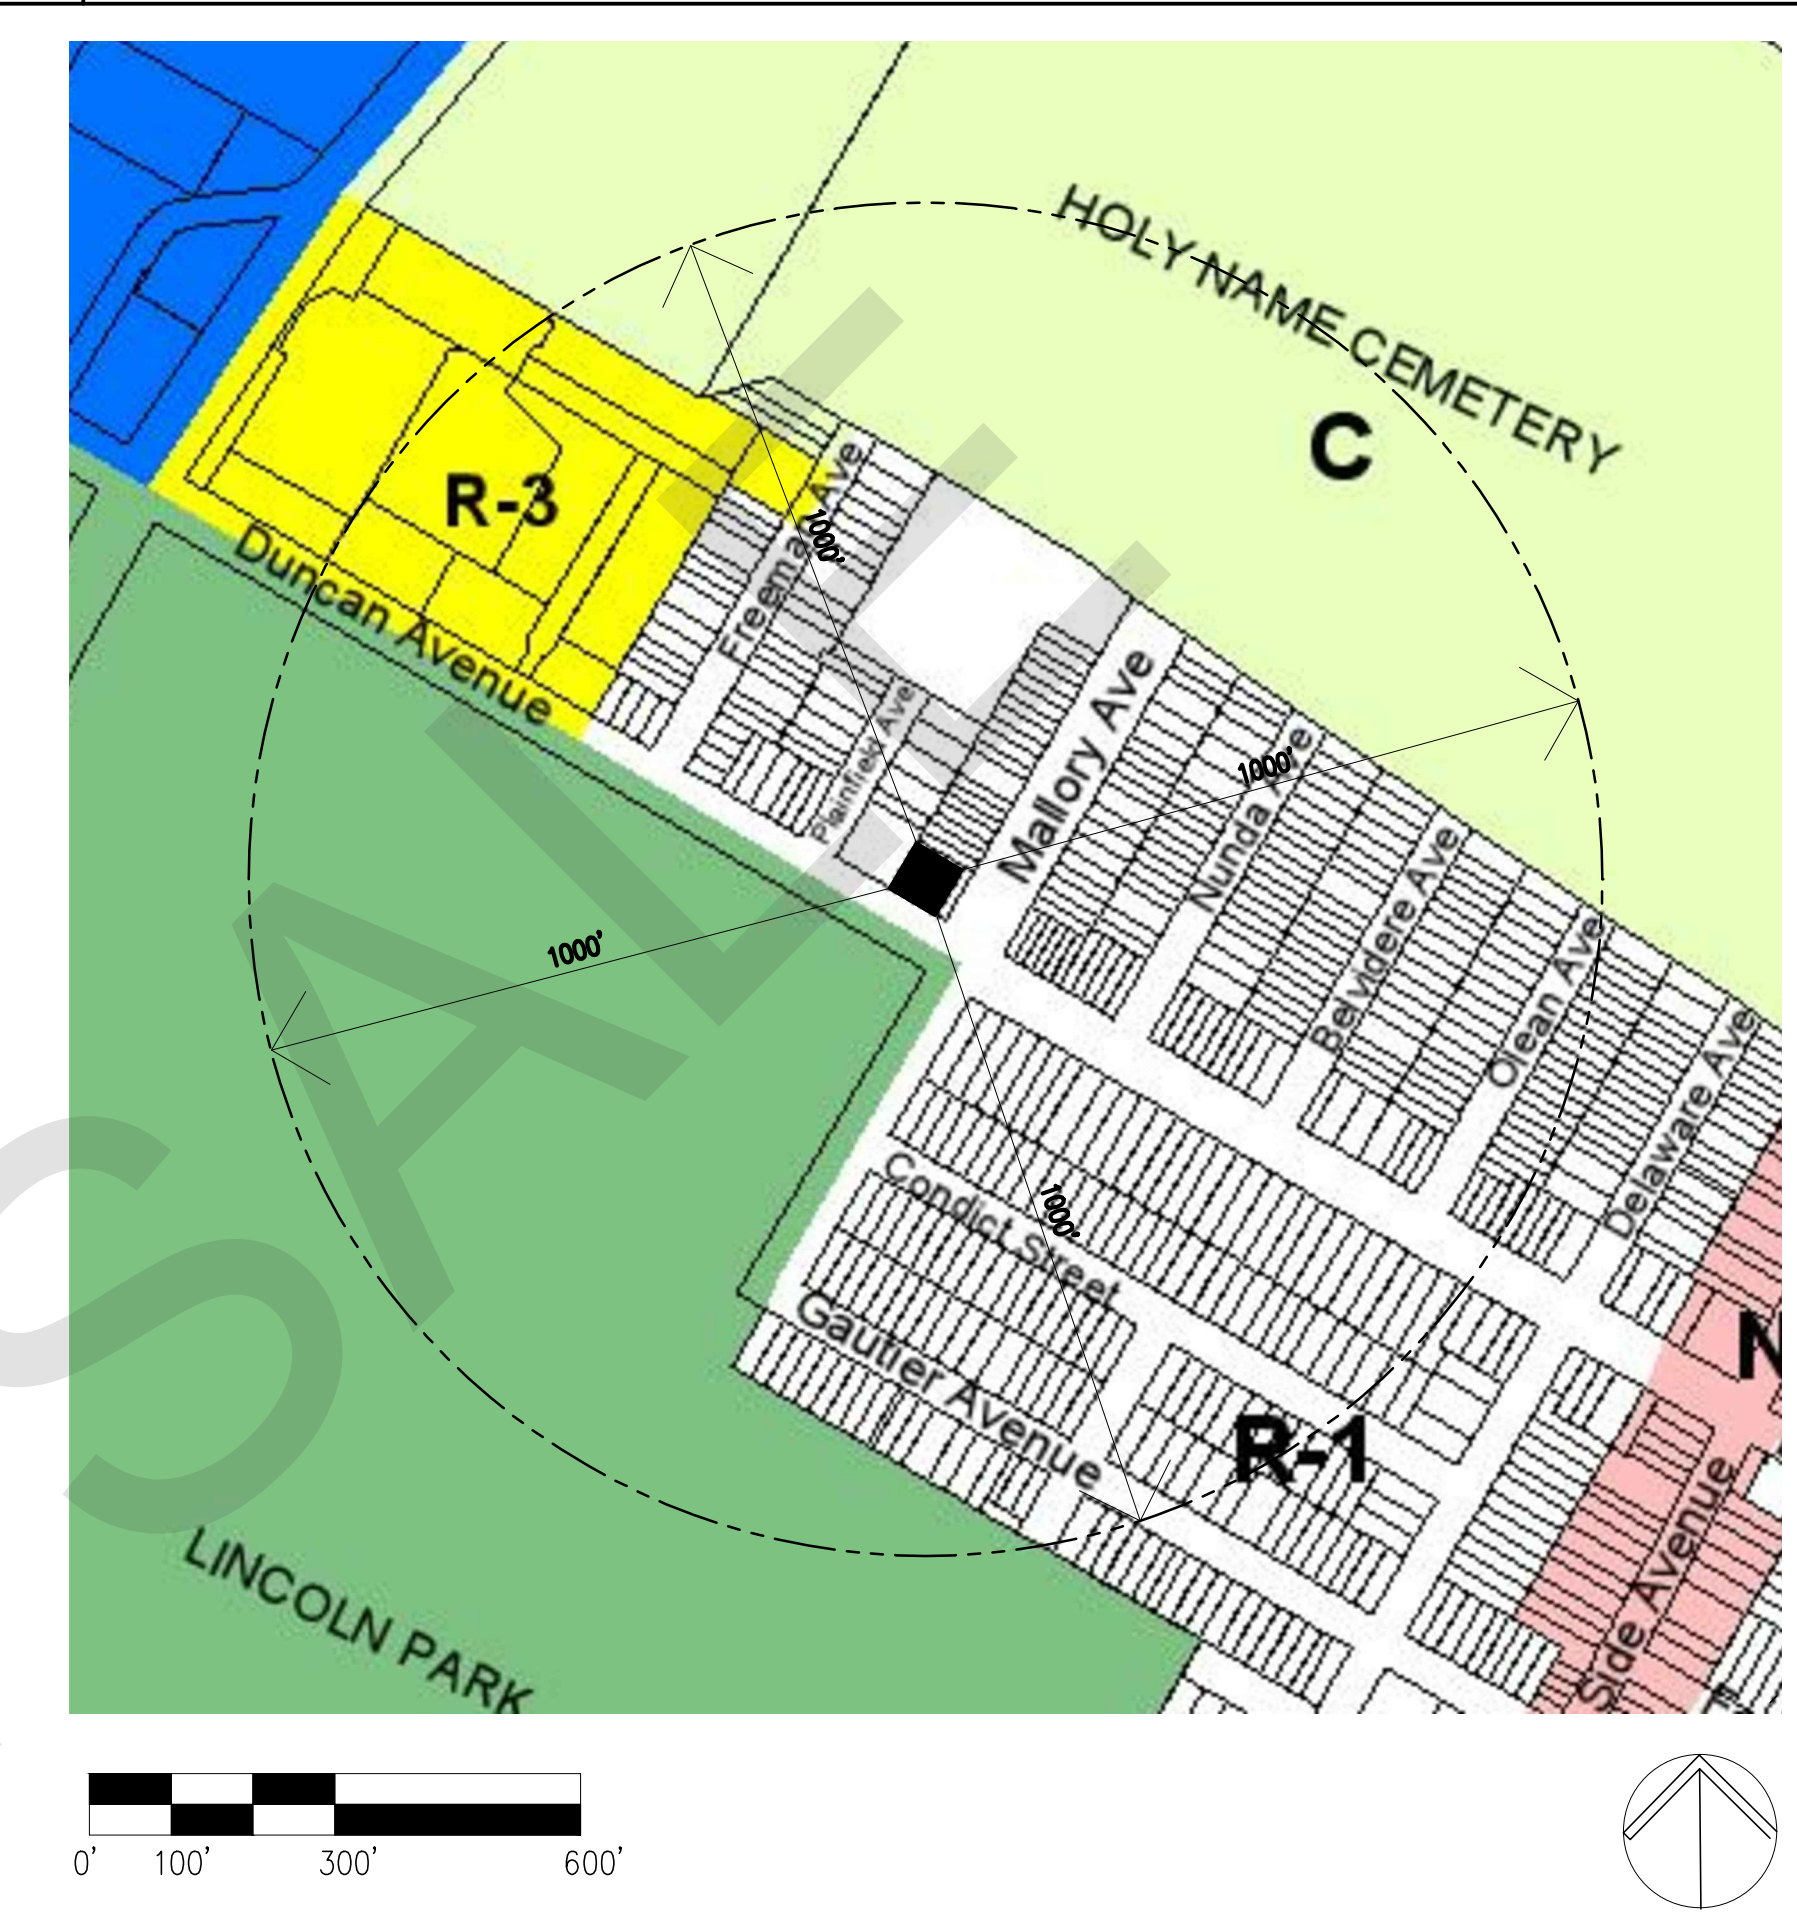 HOLY NAME CEMETERY
C
R-3
Duncan Avenue
Freeman Ave
1000'
Plainfield Ave
Mallory Ave
1000'
Nunda Ave
Belvidere Ave
Olean Ave
Delaware Ave
1000'
1000'
Condict Street
Gautier Avenue
R-1
N
Side Avenue
LINCOLN PARK
SALE
0' 100' 300' 600'